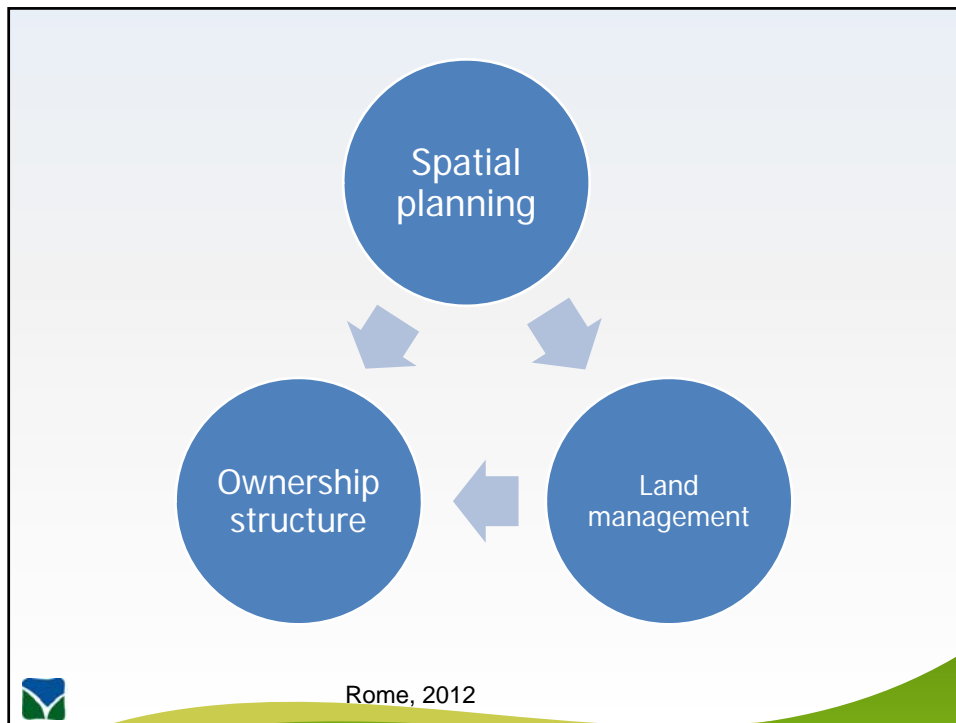 Spatial
planning
Ownership
structure
Land
management
Rome, 2012